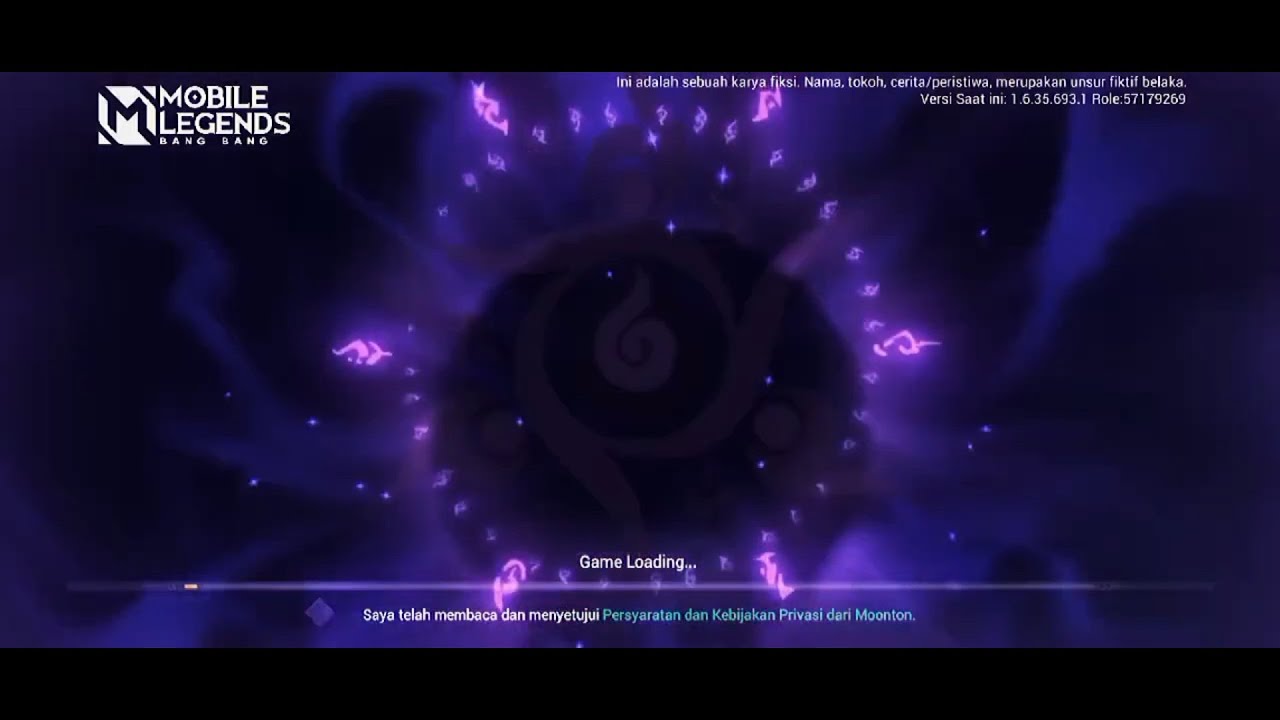 MOBILE
LEGENDS
BANG BANG
Ini adalah sebuah karya fiksi. Nama, tokoh, cerita/peristiwa, merupakan unsur fiktif belaka.
Versi Saat ini: 1.6.35.693.1 Role:57179269
Game Loading...
Saya telah membaca dan menyetujui Persyaratan dan Kebijakan Privasi dari Moonton.